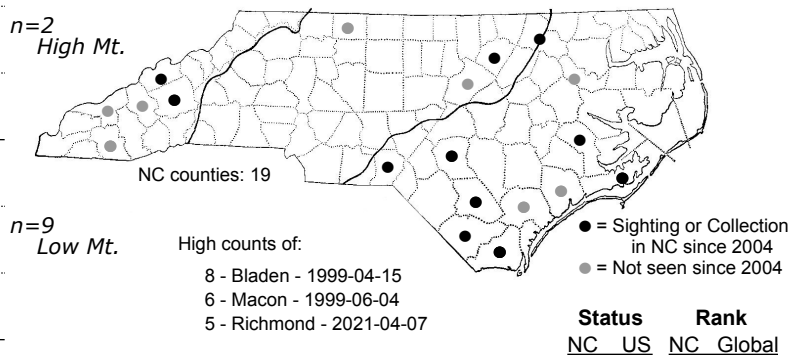 n=2
High Mt.
NC counties: 19
n=9
Low Mt.
High counts of:
8 - Bladen - 1999-04-15
6 - Macon - 1999-06-04
5 - Richmond - 2021-04-07
= Sighting or Collection
in NC since 2004
= Not seen since 2004
Status Rank
NC US NC Global